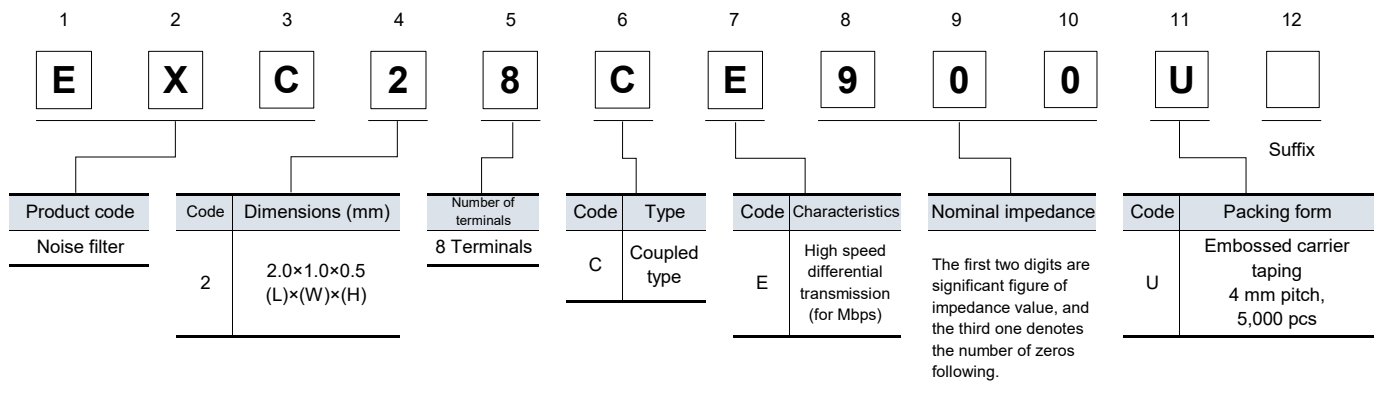 1 2 3 4 5 6 7 8 9 10 11 12
E X C 2 8 C E 9 0 0 U
Suffix
Product code
Noise filter
Code Dimensions (mm)
2 2.0×1.0×0.5
(L)×(W)×(H)
Number of
terminals
8 Terminals
Code Type
C Coupled
type
Code Characteristics
E High speed
differential
transmission
(for Mbps)
Nominal impedance
The first two digits are
significant figure of
impedance value, and
the third one denotes
the number of zeros
following.
Code Packing form
U Embossed carrier
taping
4 mm pitch,
5,000 pcs